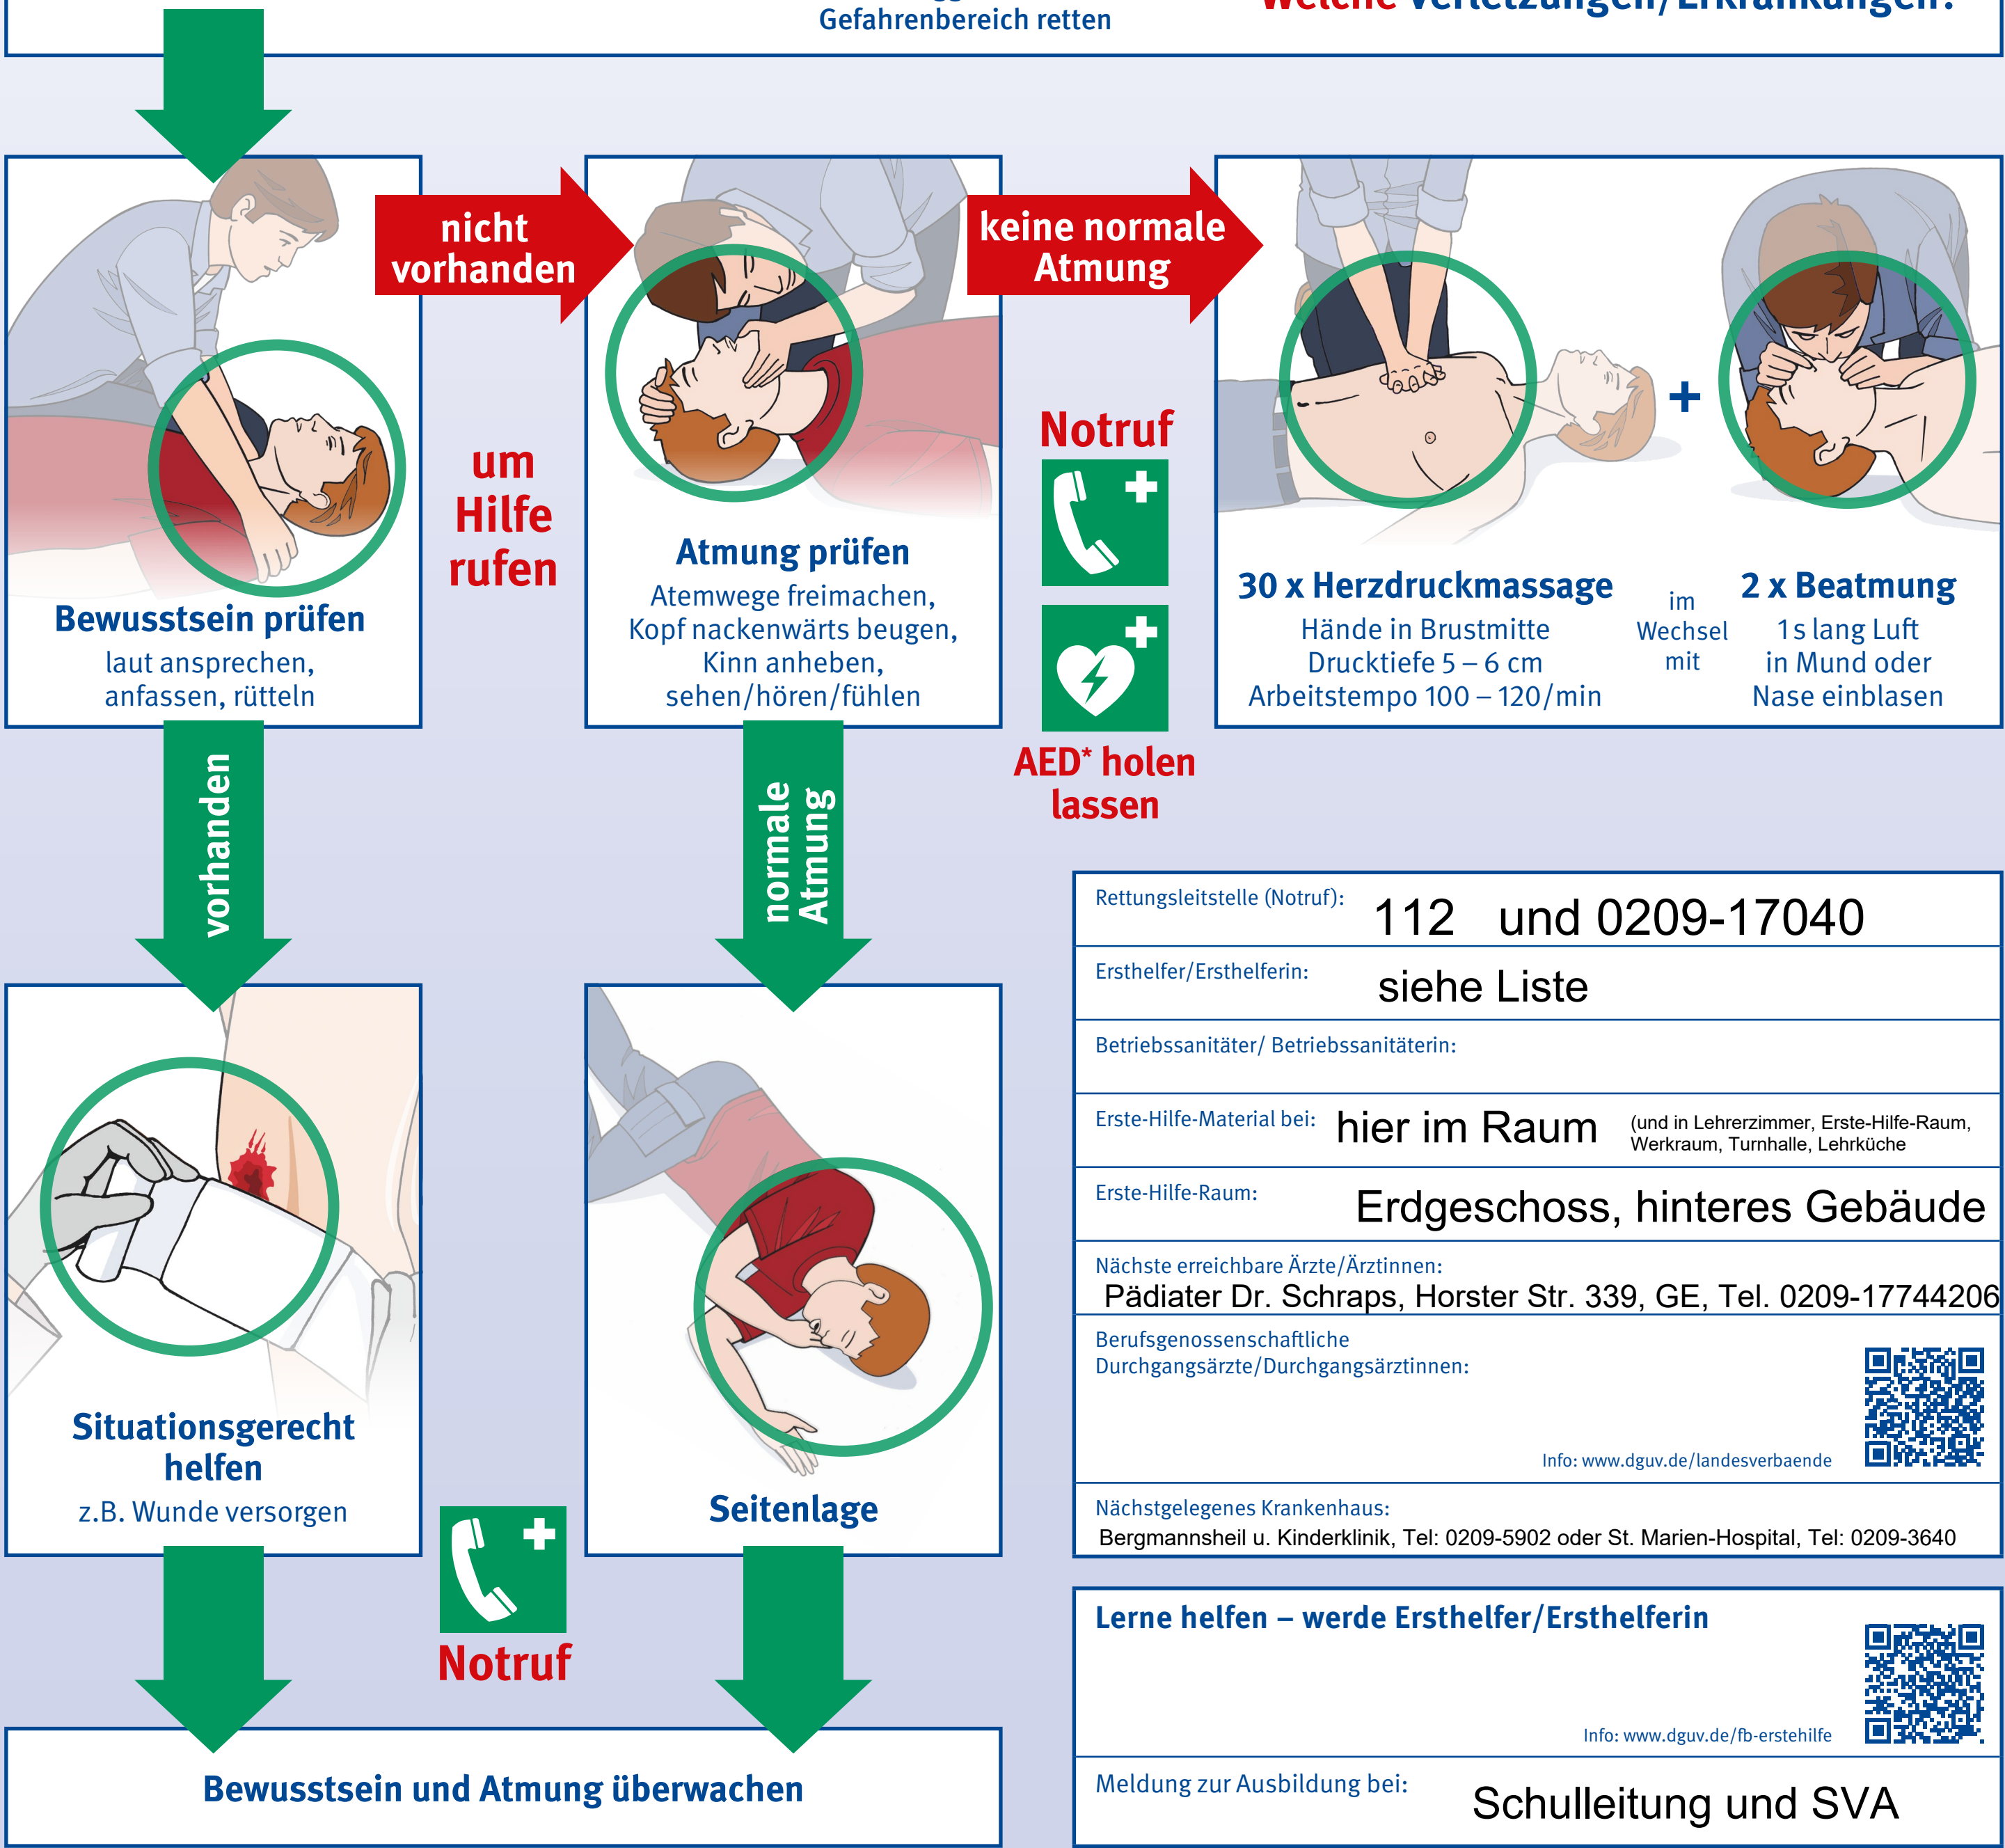 Gefahrenbereich retten
Welche Verletzungen/Erkrankungen?
nicht
vorhanden
keine normale
Atmung
um
Hilfe
rufen
Notruf
Bewusstsein prüfen
laut ansprechen,
anfassen, rütteln
Atmung prüfen
Atemwege freimachen,
Kopf nackenwärts beugen,
Kinn anheben,
sehen/hören/fühlen
AED* holen
lassen
30 x Herzdruckmassage
Hände in Brustmitte
Drucktiefe 5 – 6 cm
Arbeitstempo 100 – 120/min
+
im
Wechsel
mit
2 x Beatmung
1 s lang Luft
in Mund oder
Nase einblasen
vorhanden
normale
Atmung
Situationsgerecht
helfen
z.B. Wunde versorgen
Seitenlage
Notruf
Bewusstsein und Atmung überwachen
Rettungsleitstelle (Notruf): 112 und 0209-17040
Ersthelfer/Ersthelferin: siehe Liste
Betriebssanitäter/ Betriebssanitäterin:
Erste-Hilfe-Material bei: hier im Raum (und in Lehrerzimmer, Erste-Hilfe-Raum,
Werkraum, Turnhalle, Lehrküche
Erste-Hilfe-Raum: Erdgeschoss, hinteres Gebäude
Nächste erreichbare Ärzte/Ärztinnen:
Pädiater Dr. Schraps, Horster Str. 339, GE, Tel. 0209-17744206
Berufsgenossenschaftliche
Durchgangsärzte/Durchgangsärztinnen:
Info: www.dguv.de/landesverbaende
Nächstgelegenes Krankenhaus:
Bergmannsheil u. Kinderklinik, Tel: 0209-5902 oder St. Marien-Hospital, Tel: 0209-3640
Lerne helfen – werde Ersthelfer/Ersthelferin
Info: www.dguv.de/fb-erstehilfe
Meldung zur Ausbildung bei: Schulleitung und SVA